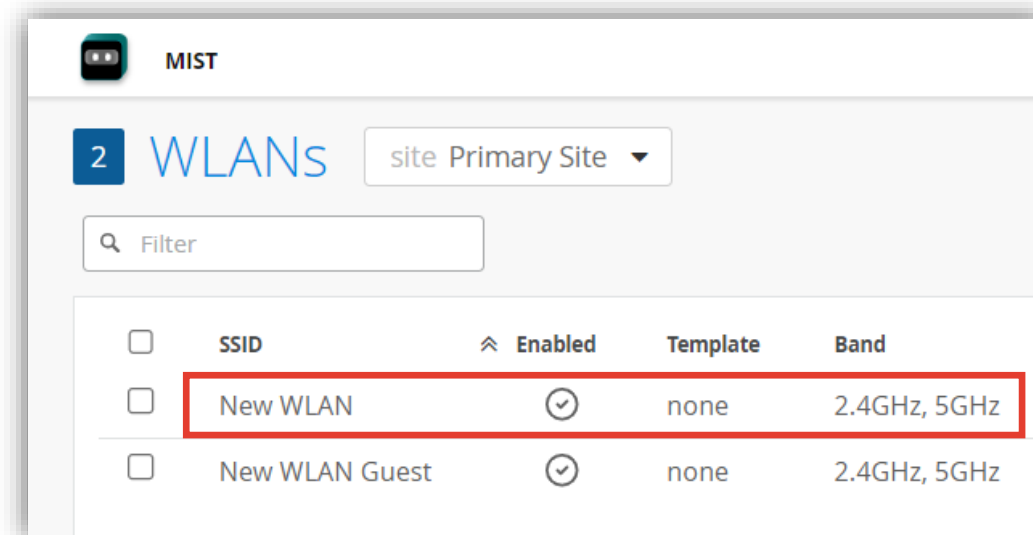 MIST
2 WLANs site Primary Site
Filter
SSID Enabled Template Band
New WLAN none 2.4GHz, 5GHz
New WLAN Guest none 2.4GHz, 5GHz